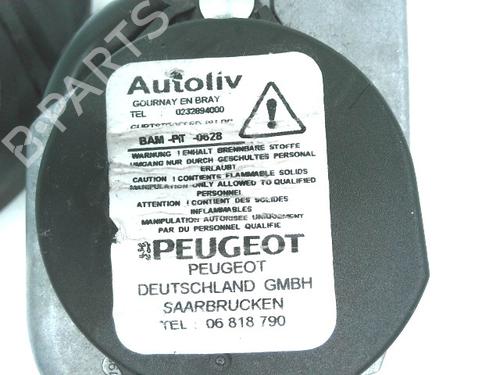 B-PARTS
Autoliv
GOURNAY EN BRAY
TEL : 0232894000
BAM -PIT -0628
WARNUNG ! ENHALT BRENNBARE STOFFE
UMGANG NUR DURCH GESCHULTES PERSONAL
ERLAUBT
CAUTION ! CONTIENTS FLAMMABLE SOLIDS
MANIPULATION ONLY ALLOWED TO QUALIFIED
PERSONNEL
ATTENTION ! CONTIENT DES SOLIDES
INFLAMMABLES
MANIPULATION AUTORISEE UNIQUEMENT
PAR DU PERSONNEL QUALIFIE
PEUGEOT
PEUGEOT
DEUTSCHLAND GMBH
SAARBRUCKEN
TEL : 06 818 790